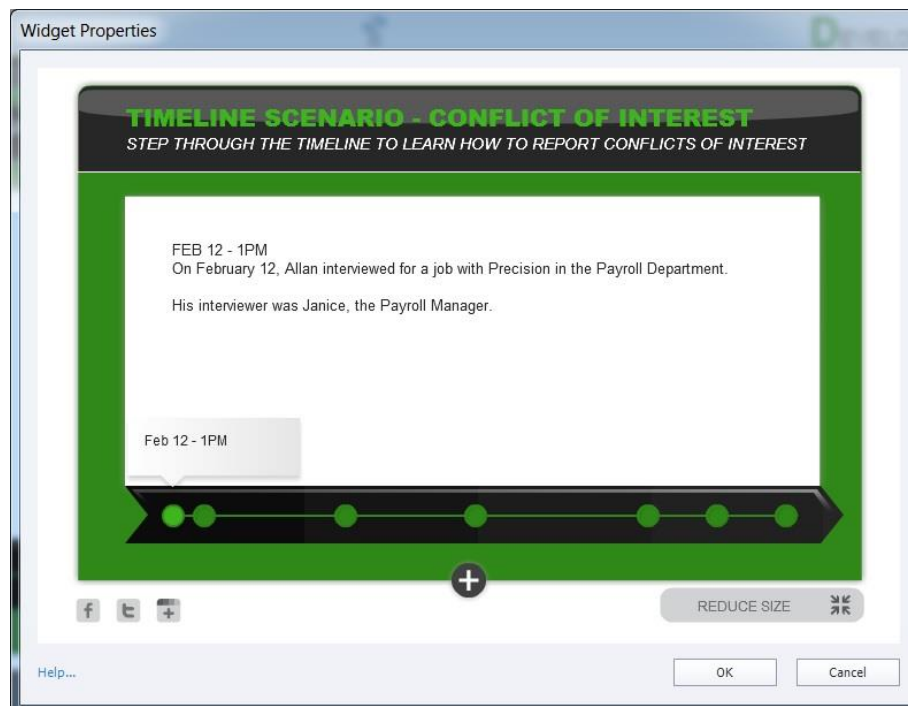 Widget Properties
TIMELINE SCENARIO - CONFLICT OF INTEREST
STEP THROUGH THE TIMELINE TO LEARN HOW TO REPORT CONFLICTS OF INTEREST
FEB 12 - 1PM
On February 12, Allan interviewed for a job with Precision in the Payroll Department.
His interviewer was Janice, the Payroll Manager.
Feb 12 - 1PM
REDUCE SIZE
Help...
OK
Cancel